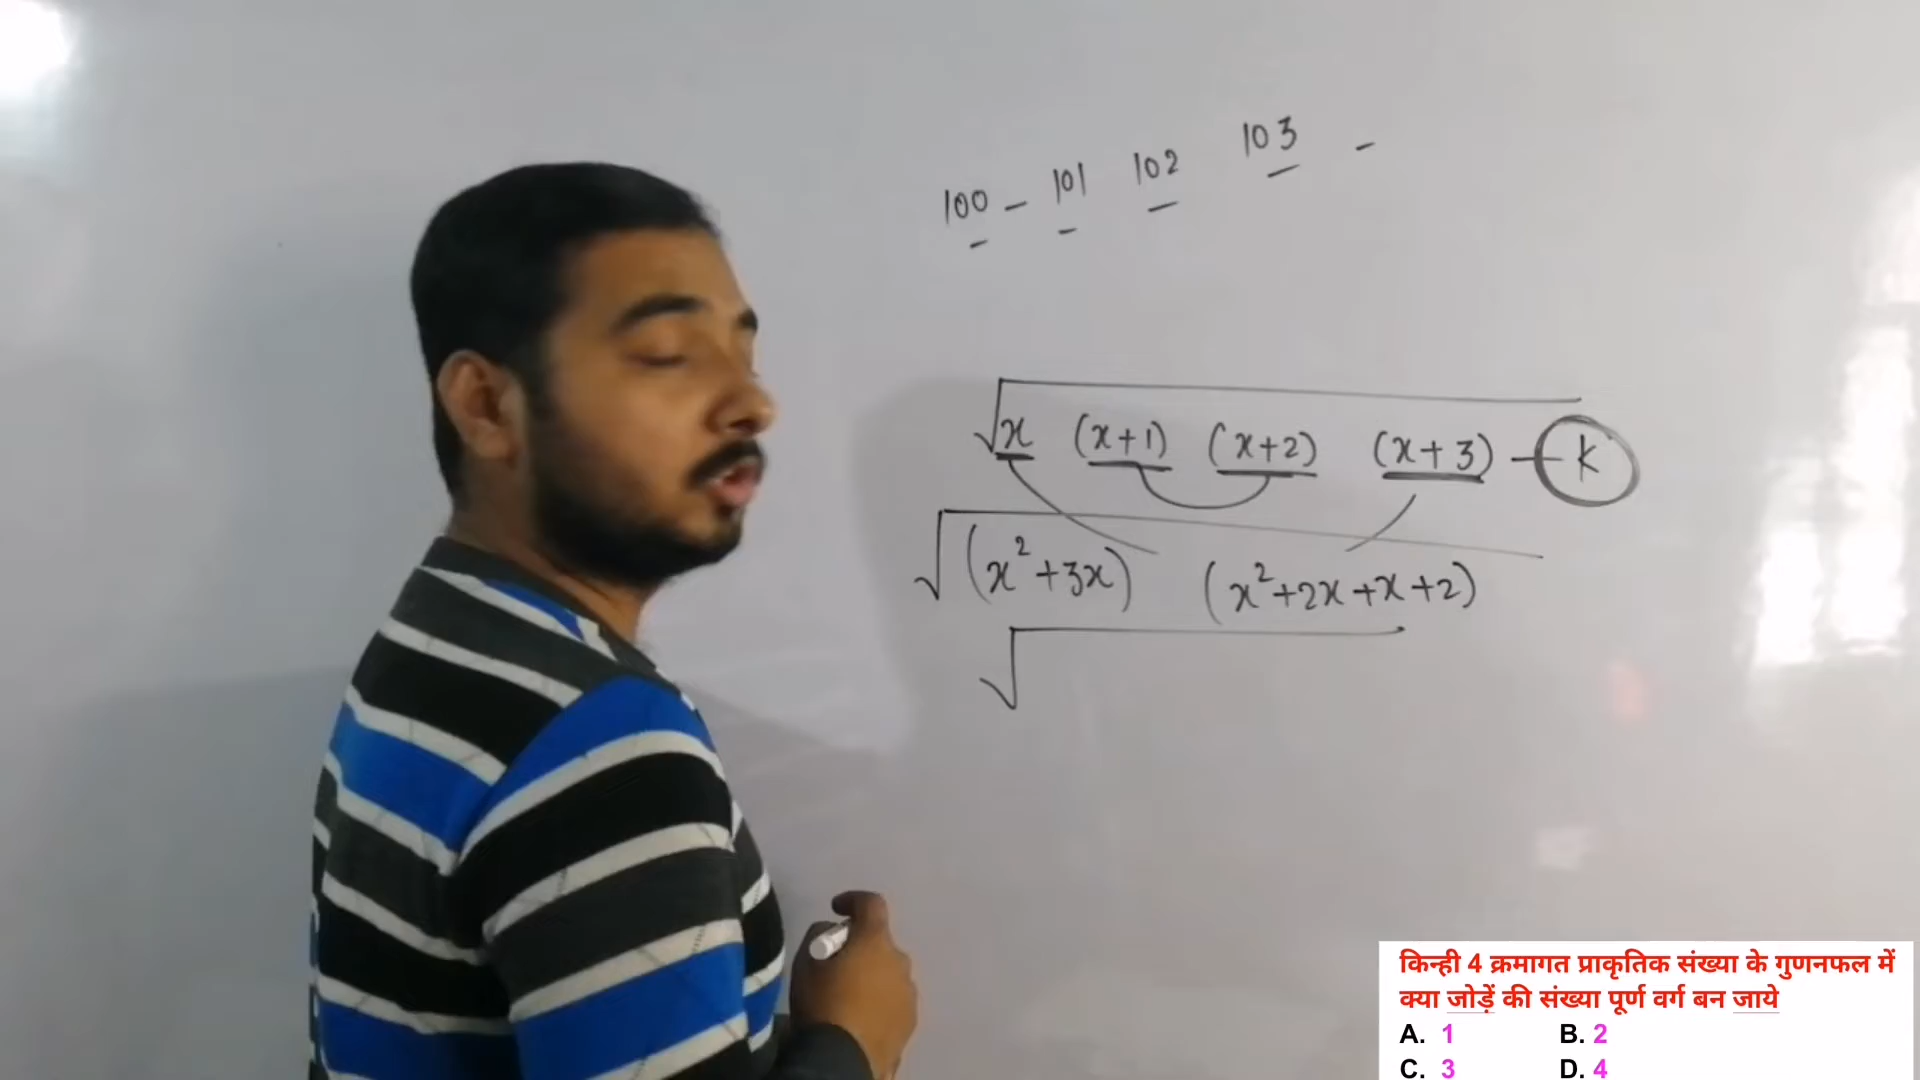 100 - 101 102 103 -
√x (x+1) (x+2) (x+3) - k
√(x²+3x) (x²+2x+x+2)
√
किन्ही 4 क्रमागत प्राकृतिक संख्या के गुणनफल में
क्या जोड़ें की संख्या पूर्ण वर्ग बन जाये
A. 1 B. 2
C. 3 D. 4